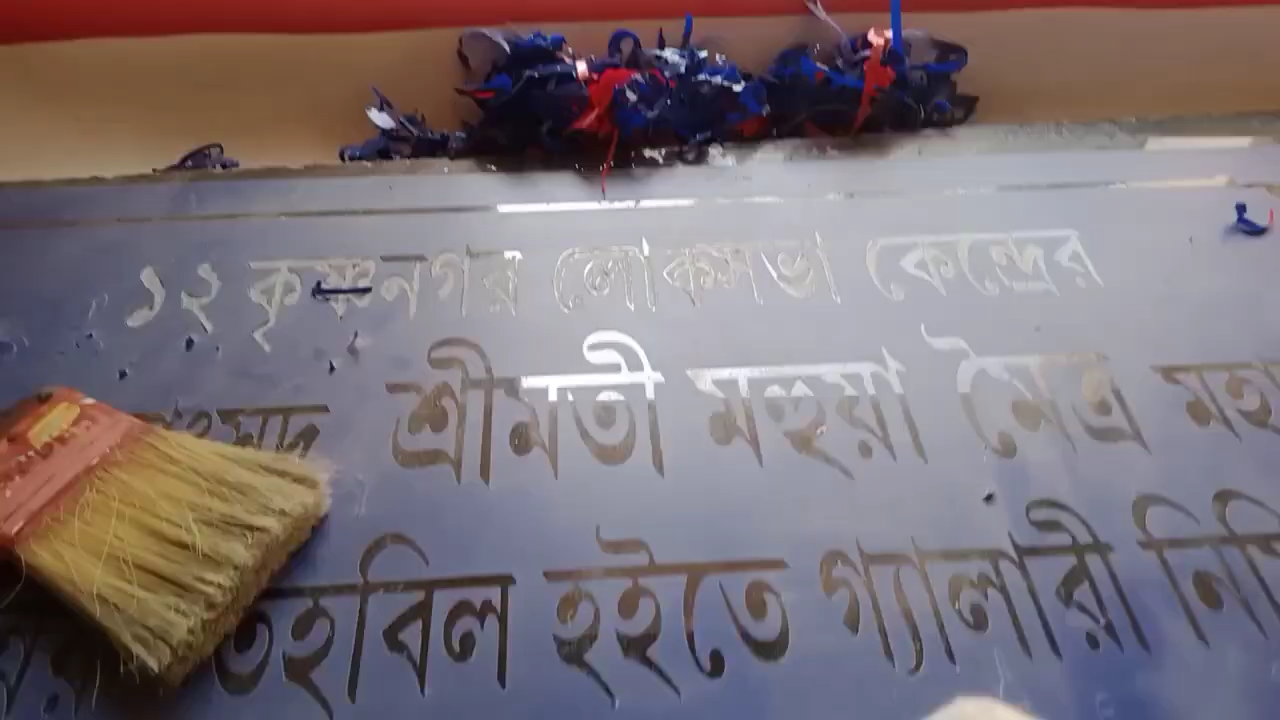 ১২ কৃষ্ণনগর লোকসভা কেন্দ্রের
শ্রীমতী মহুয়া মৈত্র
তহবিল হইতে গ্যালারী